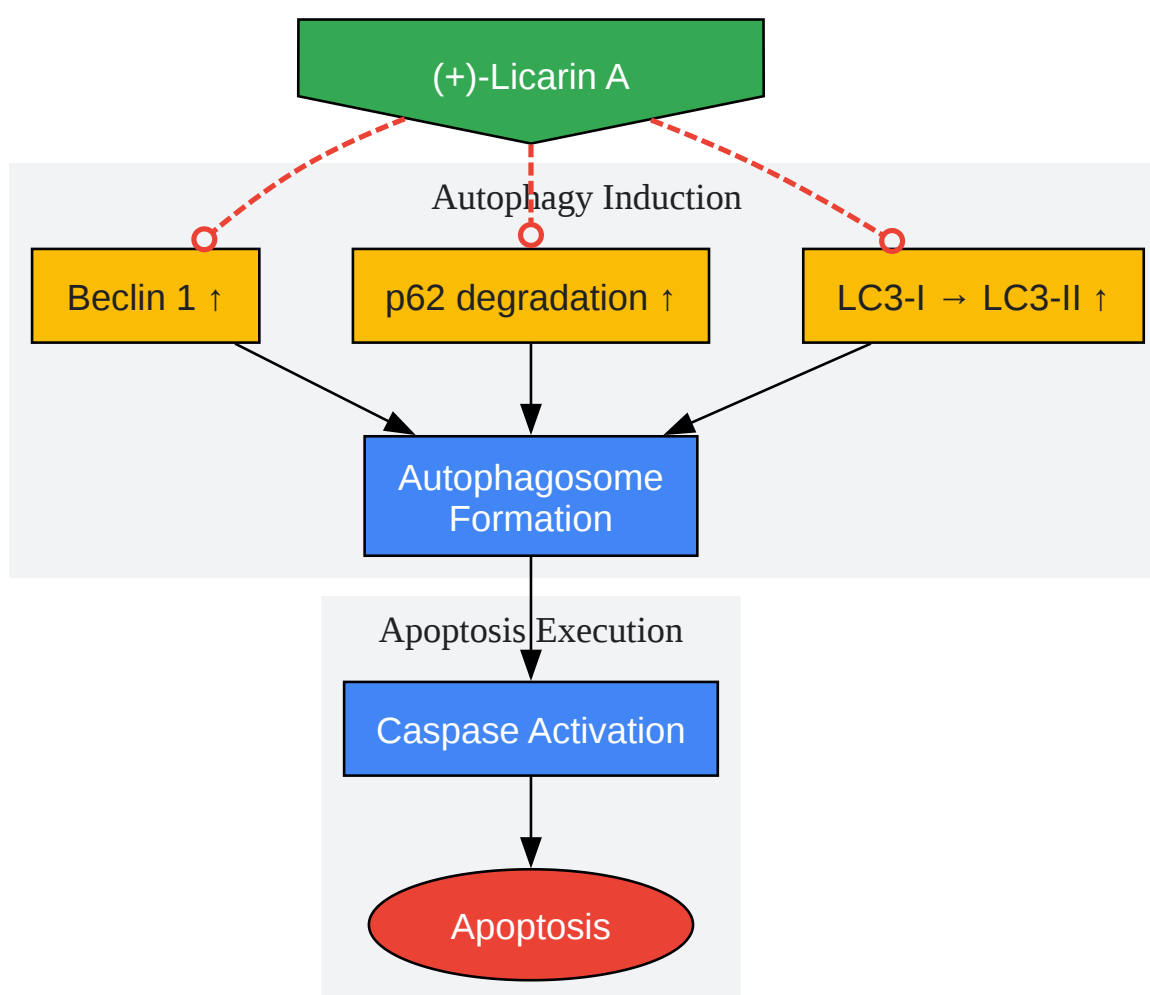 (+)-Licarin A
Autophagy Induction
Beclin 1 ↑
p62 degradation ↑
LC3-I → LC3-II ↑
Autophagosome
Formation
Apoptosis Execution
Caspase Activation
Apoptosis